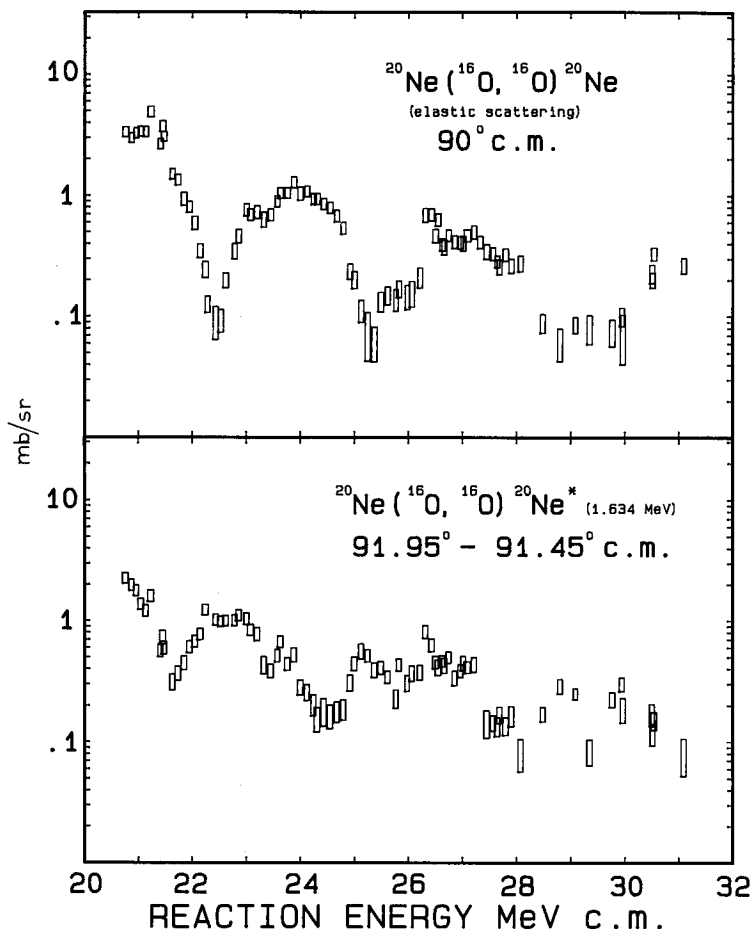 10
1
.1
²⁰Ne(¹⁶O, ¹⁶O)²⁰Ne
(elastic scattering)
90° c.m.
mb/sr
10
1
.1
²⁰Ne(¹⁶O, ¹⁶O)²⁰Ne* (1.634 MeV)
91.95° - 91.45° c.m.
20 22 24 26 28 30 32
REACTION ENERGY MeV c.m.